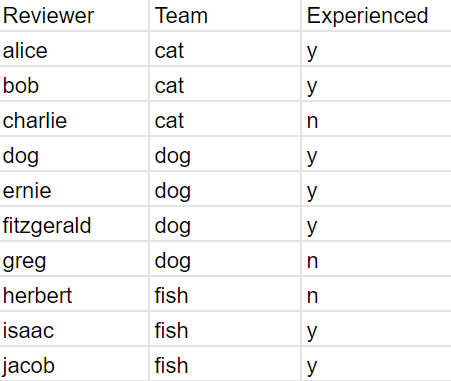 Reviewer Team Experienced
alice cat y
bob cat y
charlie cat n
dog dog y
ernie dog y
fitzgerald dog y
greg dog n
herbert fish n
isaac fish y
jacob fish y